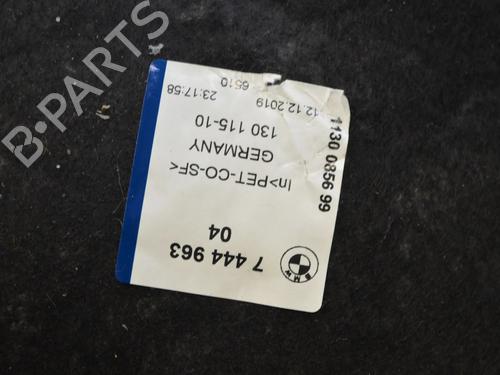 BMW
7 444 963
04
In>PET-CO-SF<
GERMANY
130 115-10
12.12.2019
23:17:58
6510
1130 0856 99
B-PARTS